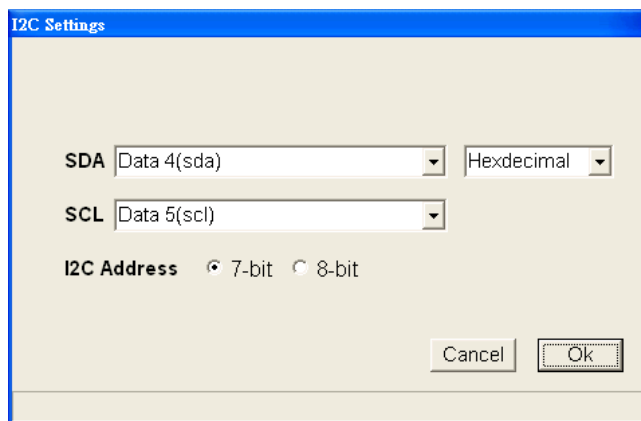 I2C Settings
SDA Data 4(sda) Hexdecimal
SCL Data 5(scl)
I2C Address 7-bit 8-bit
Cancel Ok